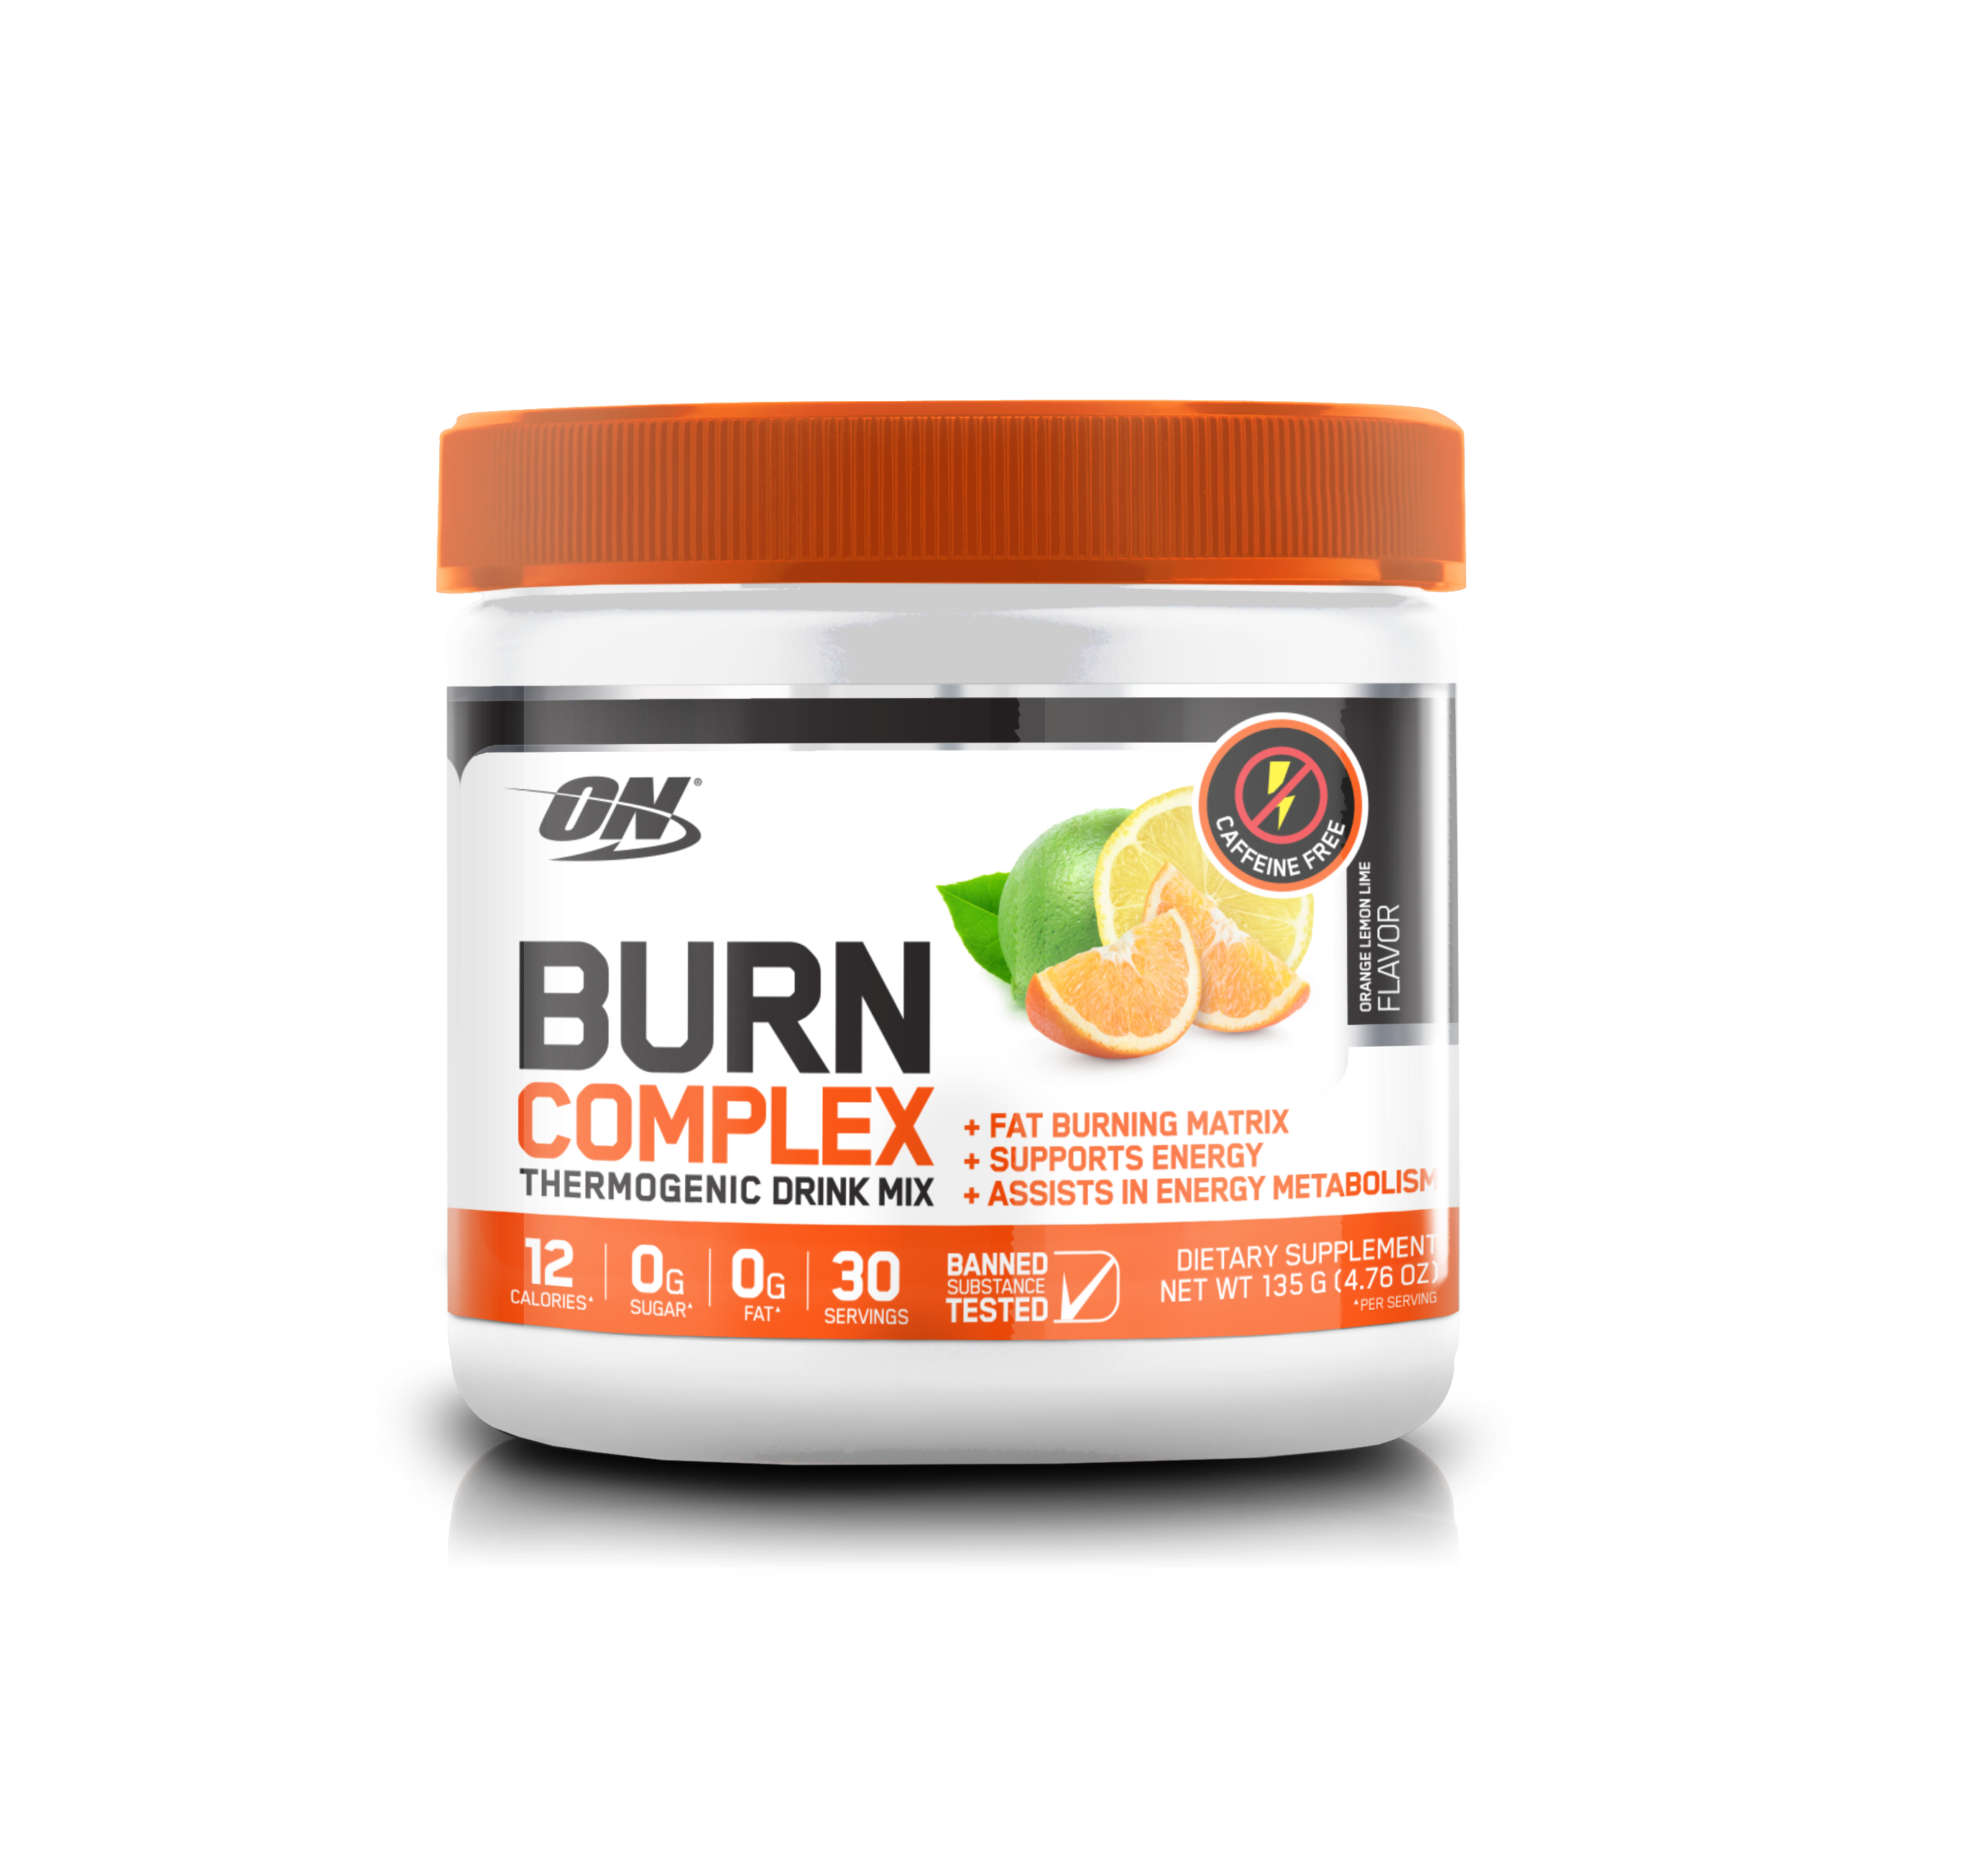 ON®
CAFFEINE FREE
ORANGE LEMON LIME
FLAVOR
BURN
COMPLEX
THERMOGENIC DRINK MIX
+ FAT BURNING MATRIX
+ SUPPORTS ENERGY
+ ASSISTS IN ENERGY METABOLISM
12
CALORIES▲
0G
SUGAR▲
0G
FAT▲
30
SERVINGS
BANNED
SUBSTANCE
TESTED
DIETARY SUPPLEMENT
NET WT 135 G (4.76 OZ)
▲PER SERVING